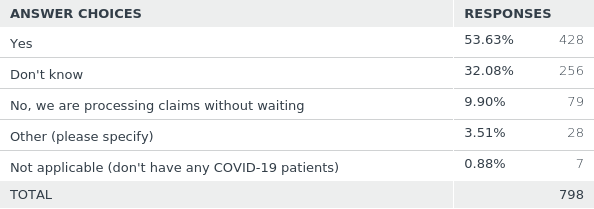 ANSWER CHOICES RESPONSES
Yes 53.63% 428
Don't know 32.08% 256
No, we are processing claims without waiting 9.90% 79
Other (please specify) 3.51% 28
Not applicable (don't have any COVID-19 patients) 0.88% 7
TOTAL 798